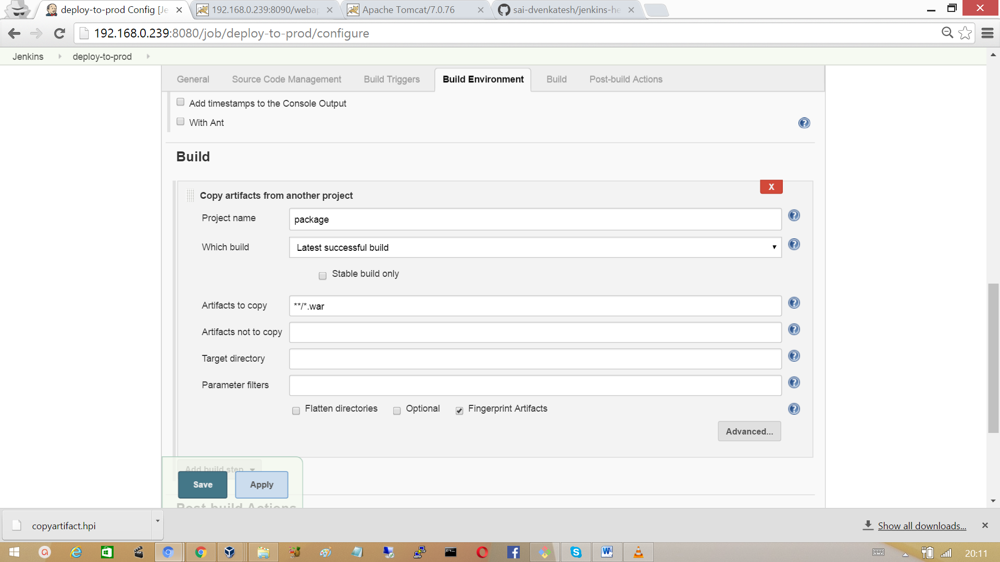 deploy-to-prod Config [Je
192.168.0.239:8090/weba
Apache Tomcat/7.0.76
sai-dvenkatesh/jenkins-he
192.168.0.239:8080/job/deploy-to-prod/configure
Jenkins deploy-to-prod
General Source Code Management Build Triggers Build Environment Build Post-build Actions
Add timestamps to the Console Output
With Ant
Build
X
Copy artifacts from another project
Project name package
Which build Latest successful build
Stable build only
Artifacts to copy **/*.war
Artifacts not to copy
Target directory
Parameter filters
Flatten directories Optional Fingerprint Artifacts
Advanced...
Add build step
Save Apply
Post-build Actions
copyartifact.hpi
Show all downloads...
20:11